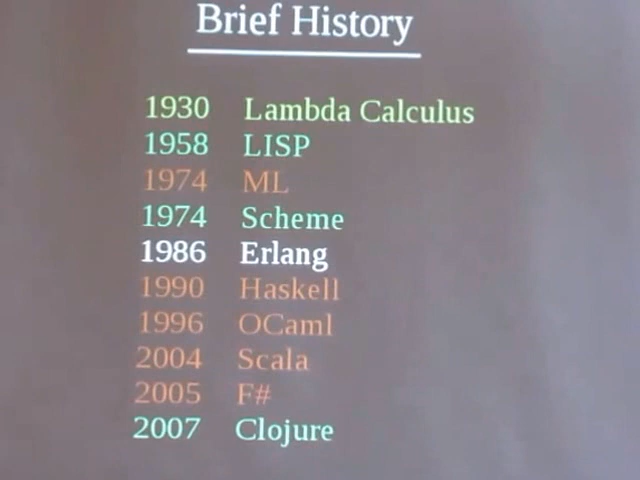 Brief History
1930 Lambda Calculus
1958 LISP
1974 ML
1974 Scheme
1986 Erlang
1990 Haskell
1996 OCaml
2004 Scala
2005 F#
2007 Clojure